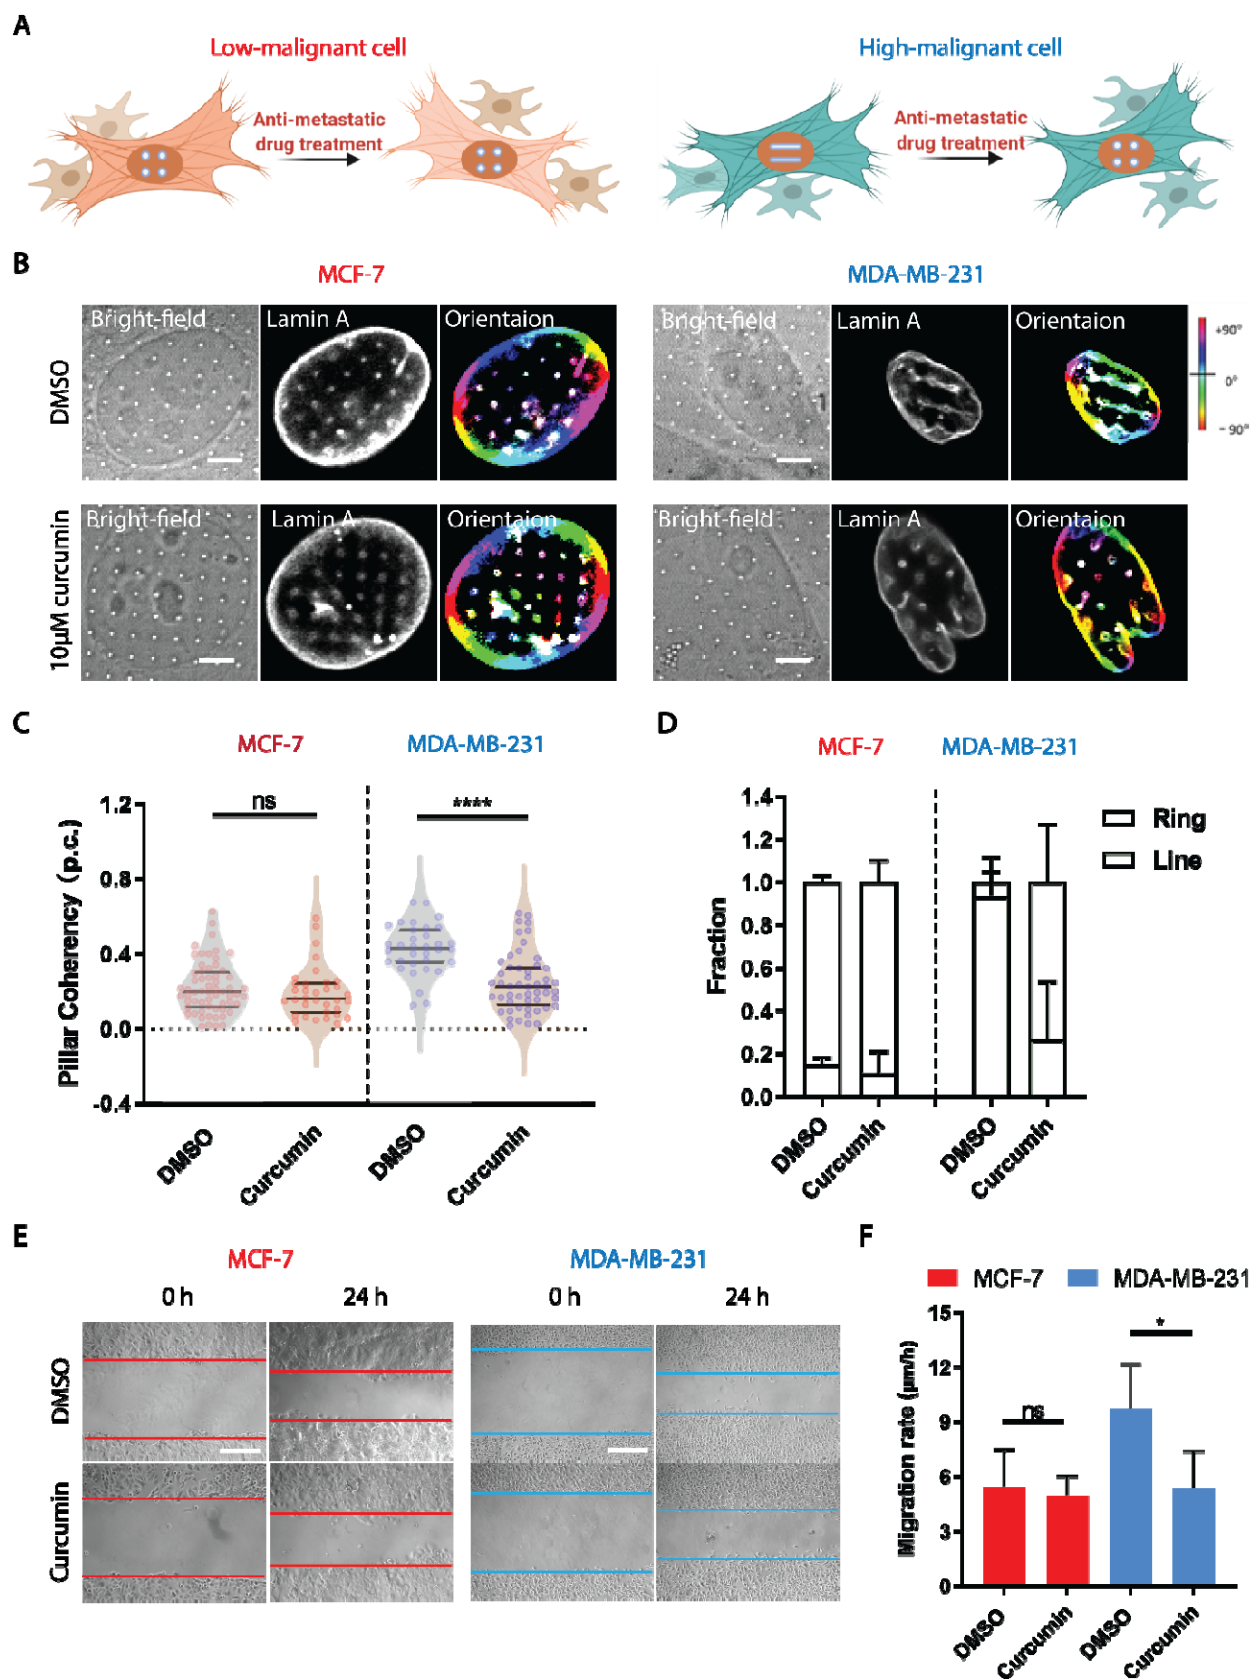 A
Low-malignant cell
High-malignant cell
Anti-metastatic
drug treatment
Anti-metastatic
drug treatment
B
MCF-7
MDA-MB-231
DMSO
Bright-field
Lamin A
Orientaion
Bright-field
Lamin A
Orientaion
+90°
0°
-90°
10μM curcumin
Bright-field
Lamin A
Orientaion
Bright-field
Lamin A
Orientaion
C
MCF-7
MDA-MB-231
ns
****
Pillar Coherency (p.c.)
1.2
0.8
0.4
0.0
-0.4
DMSO
Curcumin
DMSO
Curcumin
D
MCF-7
MDA-MB-231
Ring
Line
Fraction
1.4
1.2
1.0
0.8
0.6
0.4
0.2
0.0
DMSO
Curcumin
DMSO
Curcumin
E
MCF-7
MDA-MB-231
0 h
24 h
0 h
24 h
DMSO
Curcumin
F
MCF-7
MDA-MB-231
Migration rate (μm/h)
15
12
9
6
3
0
ns
*
DMSO
Curcumin
DMSO
Curcumin